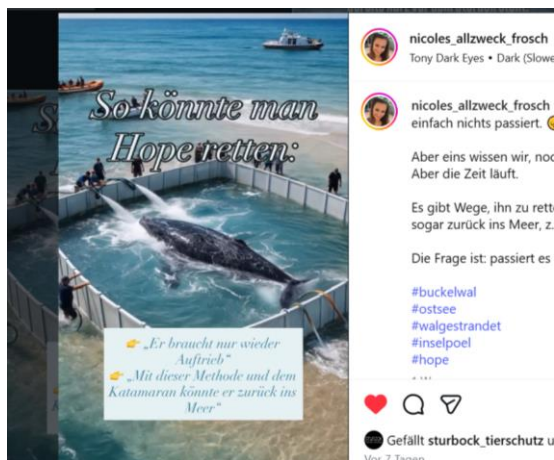 So könnte man
Hope retten:
👉 „Er braucht nur wieder
Auftrieb“
👉 „Mit dieser Methode und dem
Katamaran könnte er zurück ins
Meer“
nicoles_allzweck_frosch
Tony Dark Eyes • Dark (Slowe
nicoles_allzweck_frosch
einfach nichts passiert.
Aber eins wissen wir, noc
Aber die Zeit läuft.
Es gibt Wege, ihn zu rette
sogar zurück ins Meer, z.
Die Frage ist: passiert es
#buckelwal
#ostsee
#walgestrandet
#inselpoel
#hope
Gefällt sturbock_tierschutz u
Vor 7 Tagen